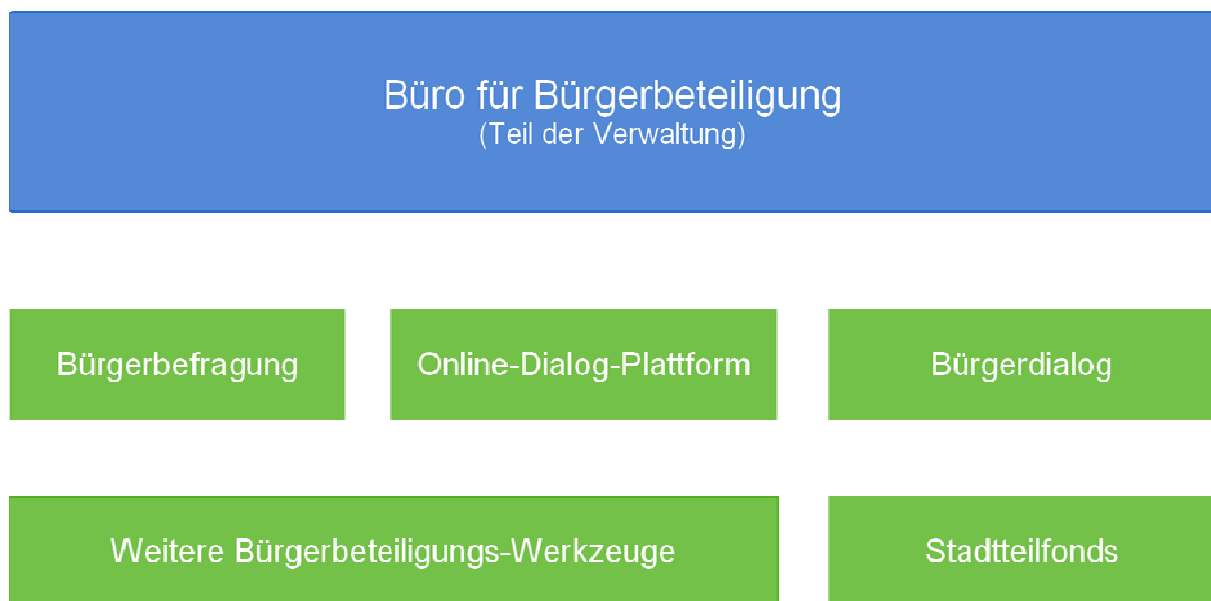 Büro für Bürgerbeteiligung
(Teil der Verwaltung)
Bürgerbefragung
Online-Dialog-Plattform
Bürgerdialog
Weitere Bürgerbeteiligungs-Werkzeuge
Stadtteilfonds